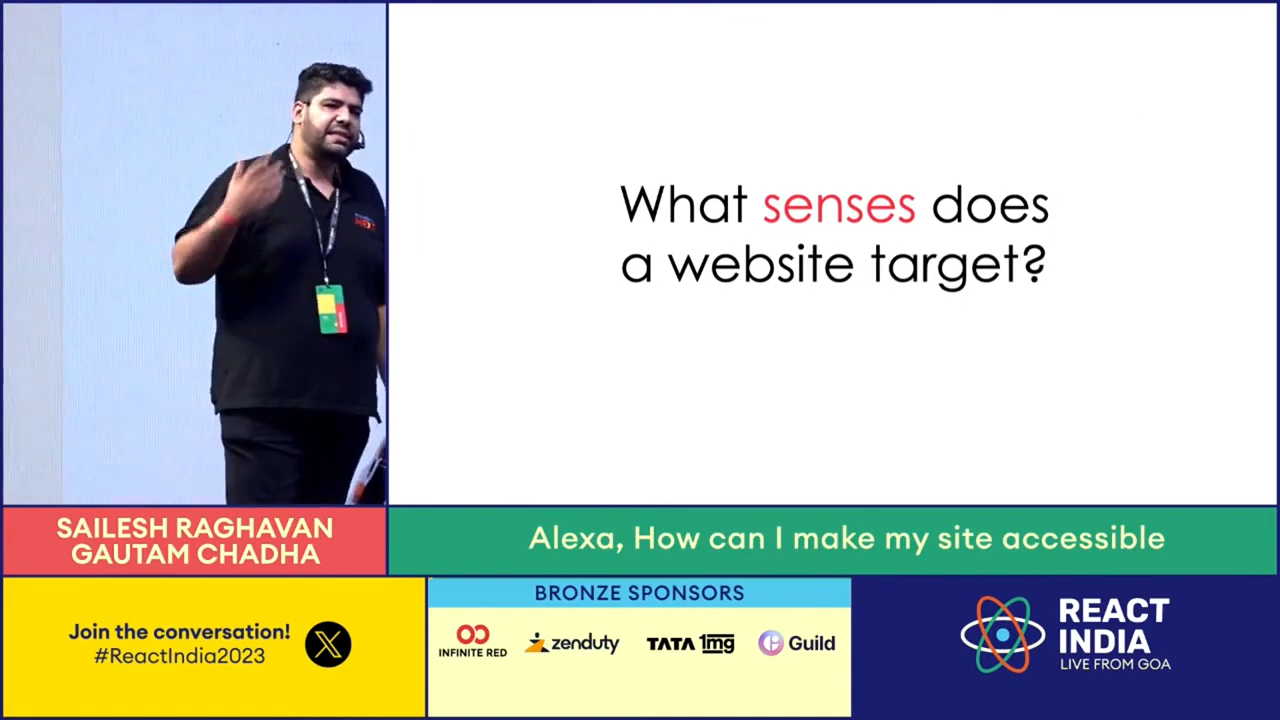 What senses does
a website target?
SAILESH RAGHAVAN
GAUTAM CHADHA
Alexa, How can I make my site accessible
Join the conversation!
#ReactIndia2023
BRONZE SPONSORS
INFINITE RED
zenduty
TATA 1mg
Guild
REACT
INDIA
LIVE FROM GOA